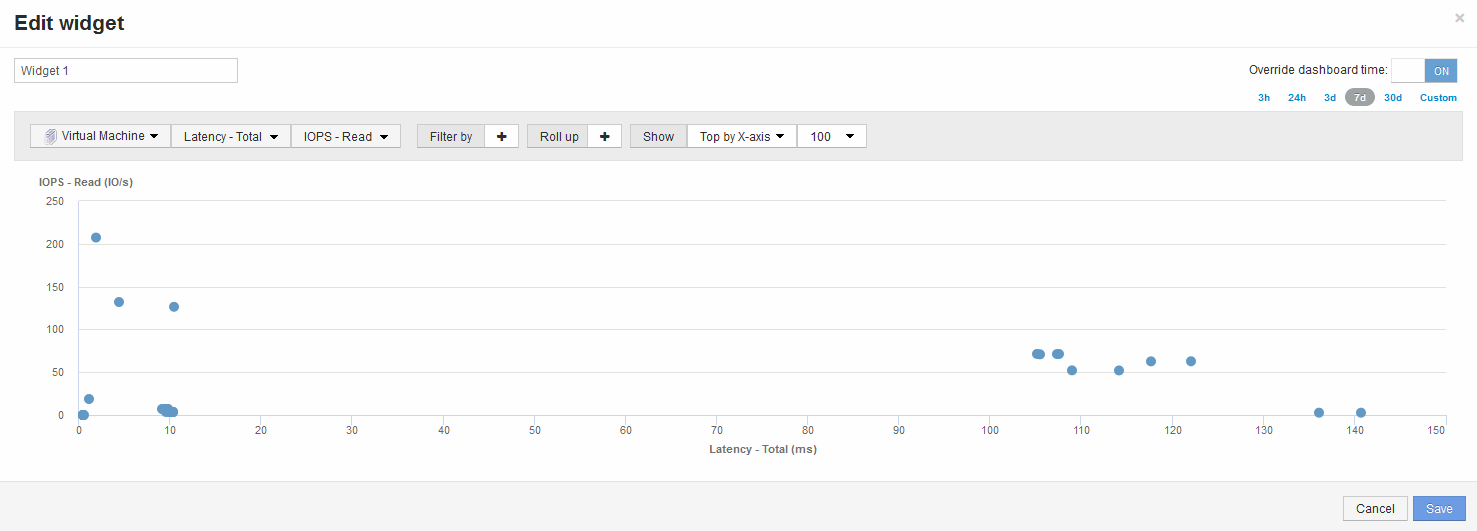 Edit widget
×
Widget 1
Override dashboard time: ON
3h 24h 3d 7d 30d Custom
Virtual Machine Latency - Total IOPS - Read Filter by + Roll up + Show Top by X-axis 100
IOPS - Read (IO/s)
250
200
150
100
50
0
0 10 20 30 40 50 60 70 80 90 100 110 120 130 140 150
Latency - Total (ms)
Cancel Save